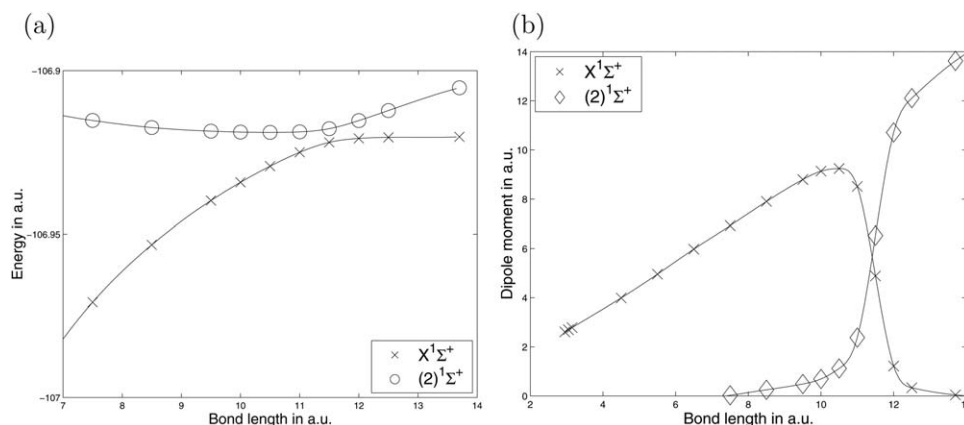 (a)
Energy in a.u.
-106.9
-106.95
-107
7 8 9 10 11 12 13 14
Bond length in a.u.
X¹Σ⁺
(2)¹Σ⁺
(b)
Dipole moment in a.u.
14
12
10
8
6
4
2
0
2 4 6 8 10 12 14
Bond length in a.u.
X¹Σ⁺
(2)¹Σ⁺